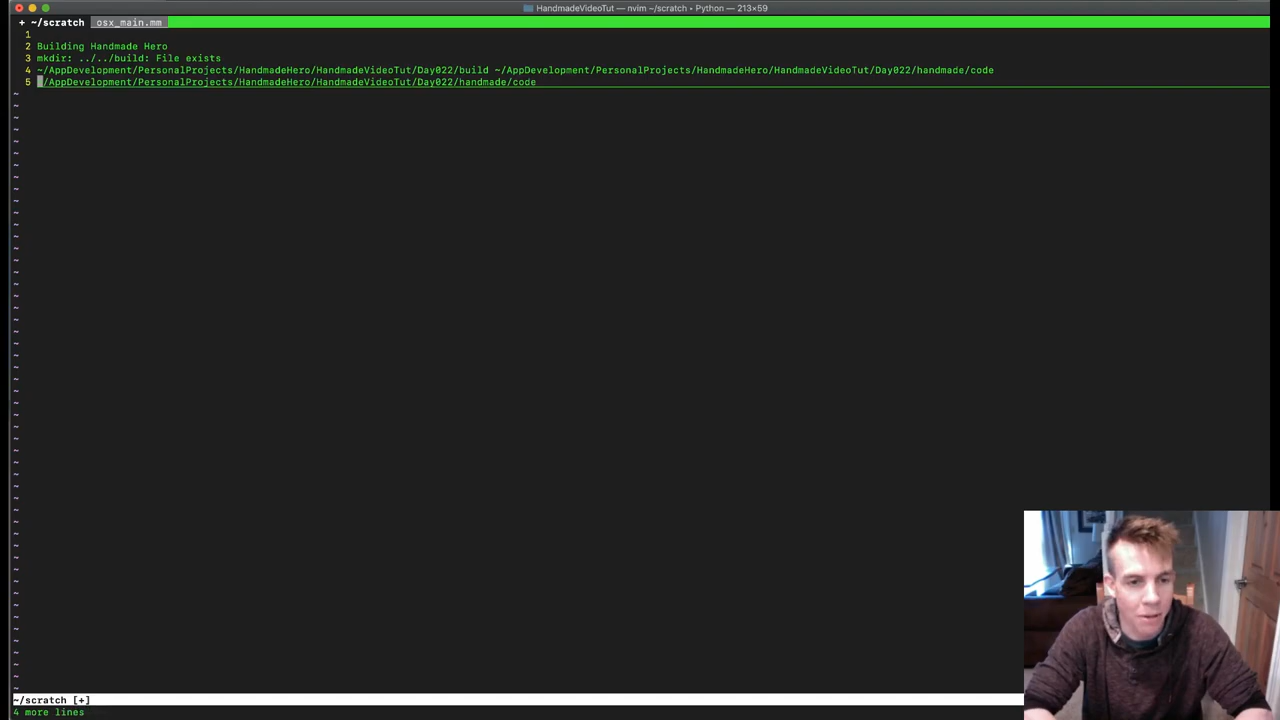 HandmadeVideoTut — nvim ~/scratch • Python — 213×59
+ ~/scratch  osx_main.mm
1
2 Building Handmade Hero
3 mkdir: ../../build: File exists
4 ~/AppDevelopment/PersonalProjects/HandmadeHero/HandmadeVideoTut/Day022/build ~/AppDevelopment/PersonalProjects/HandmadeHero/HandmadeVideoTut/Day022/handmade/code
5 /AppDevelopment/PersonalProjects/HandmadeHero/HandmadeVideoTut/Day022/handmade/code
~/scratch [+]
4 more lines